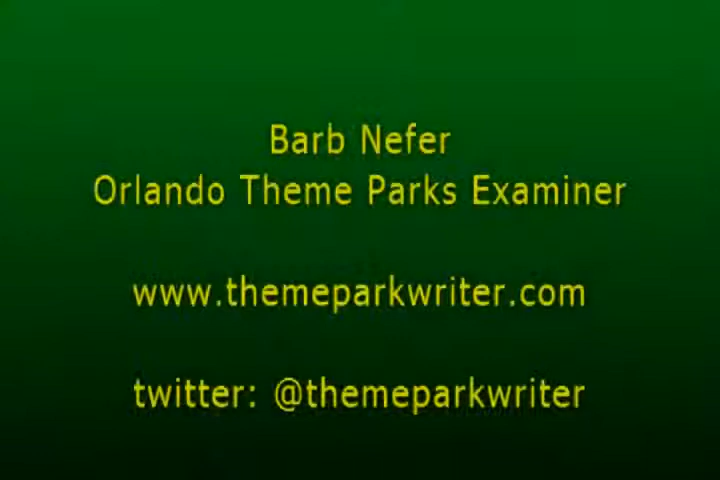 Barb Nefer
Orlando Theme Parks Examiner
www.themeparkwriter.com
twitter: @themeparkwriter